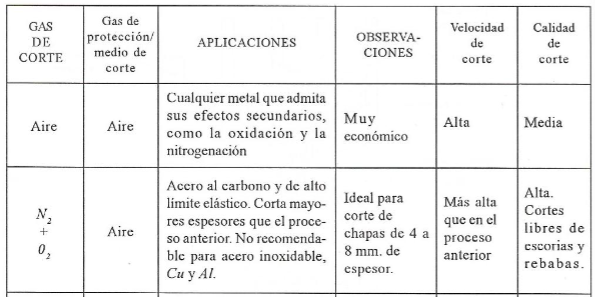 GAS
DE
CORTE
Gas de
protección/
medio de
corte
APLICACIONES
OBSERVA-
CIONES
Velocidad
de
corte
Calidad
de
corte
Aire
Aire
Cualquier metal que admita
sus efectos secundarios,
como la oxidación y la
nitrogenación
Muy
económico
Alta
Media
N2
+
02
Aire
Acero al carbono y de alto
límite elástico. Corta mayo-
res espesores que el proce-
so anterior. No recomenda-
ble para acero inoxidable,
Cu y Al.
Ideal para
corte de
chapas de 4 a
8 mm. de
espesor.
Más alta
que en el
proceso
anterior
Alta.
Cortes
libres de
escorias y
rebabas.